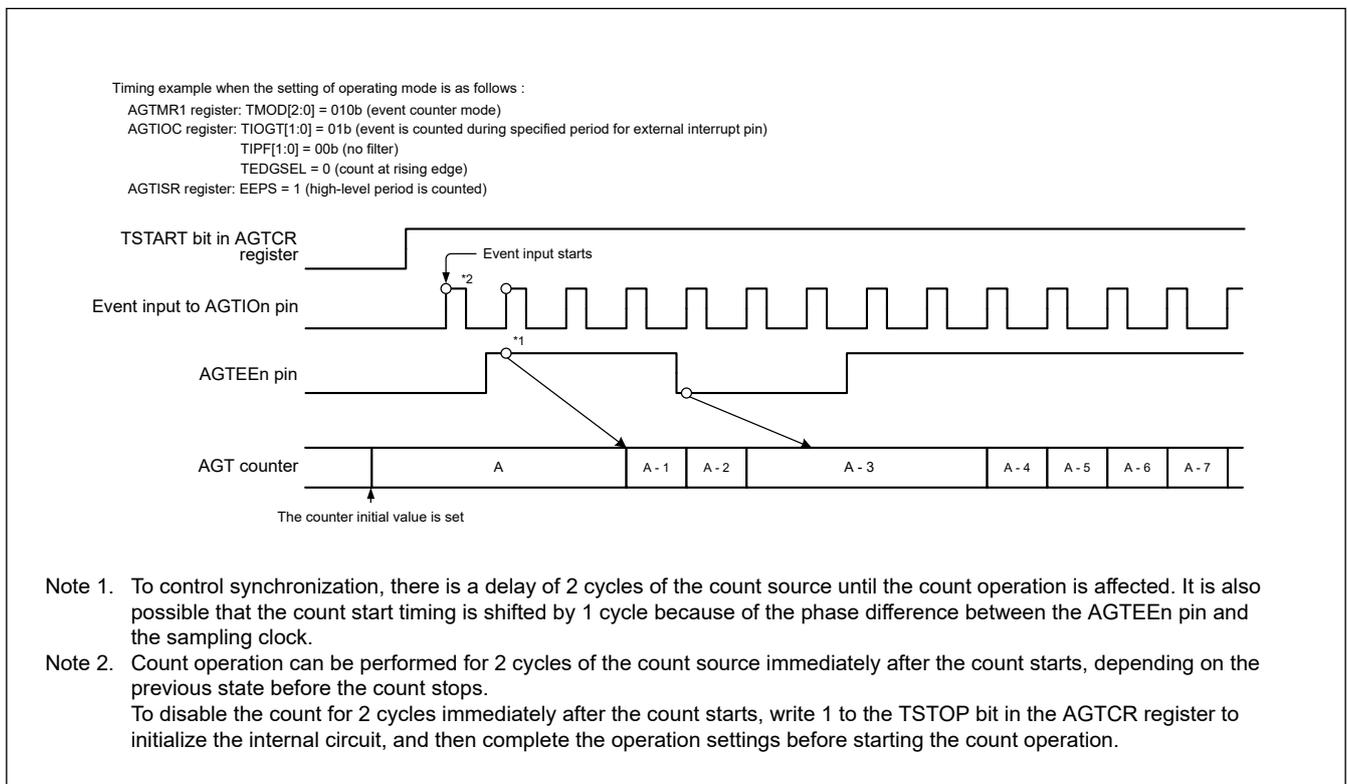 Timing example when the setting of operating mode is as follows :
AGTMR1 register: TMOD[2:0] = 010b (event counter mode)
AGTIOC register: TIOGT[1:0] = 01b (event is counted during specified period for external interrupt pin)
TIPF[1:0] = 00b (no filter)
TEDGSEL = 0 (count at rising edge)
AGTISR register: EEPS = 1 (high-level period is counted)
TSTART bit in AGTCR
register
Event input starts
*2
Event input to AGTIOn pin
*1
AGTEEn pin
AGT counter
A
A - 1
A - 2
A - 3
A - 4
A - 5
A - 6
A - 7
The counter initial value is set
Note 1. To control synchronization, there is a delay of 2 cycles of the count source until the count operation is affected. It is also
possible that the count start timing is shifted by 1 cycle because of the phase difference between the AGTEEn pin and
the sampling clock.
Note 2. Count operation can be performed for 2 cycles of the count source immediately after the count starts, depending on the
previous state before the count stops.
To disable the count for 2 cycles immediately after the count starts, write 1 to the TSTOP bit in the AGTCR register to
initialize the internal circuit, and then complete the operation settings before starting the count operation.